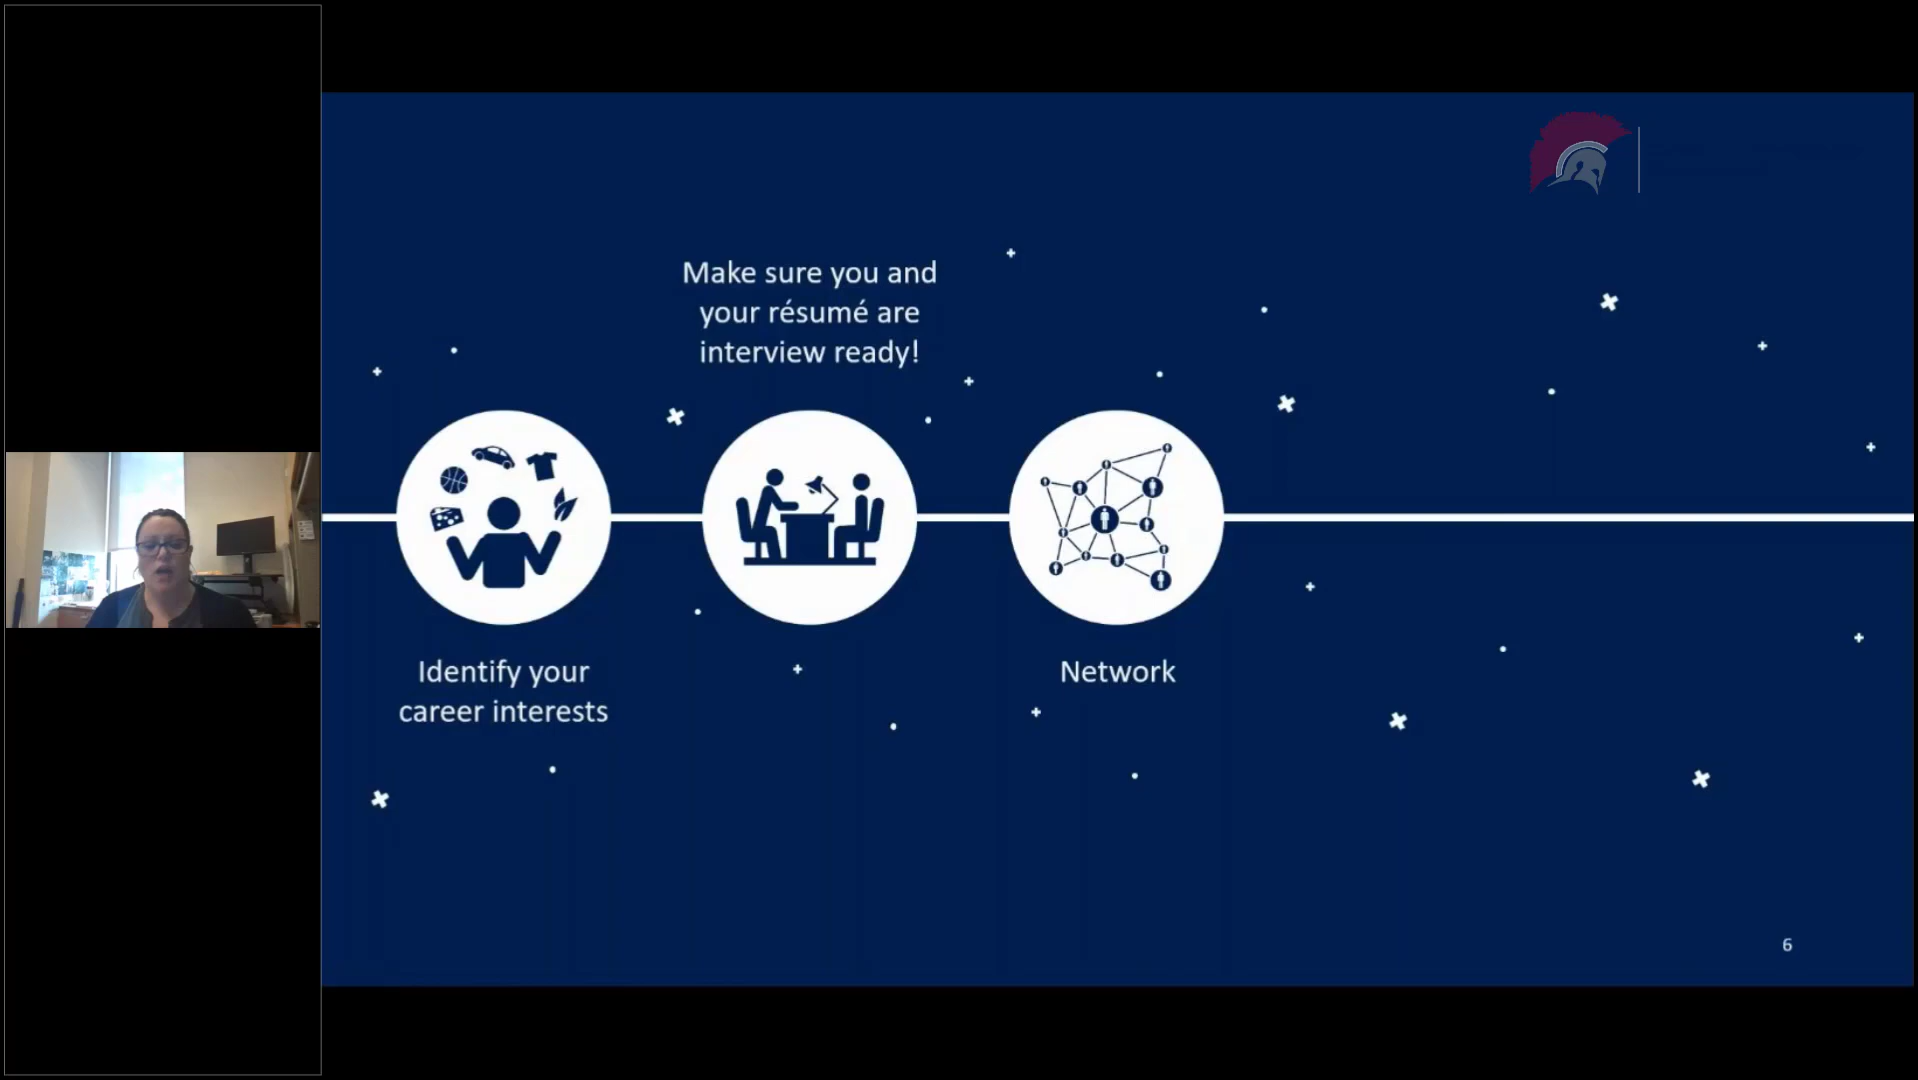 Make sure you and
your résumé are
interview ready!
Identify your
career interests
Network
6